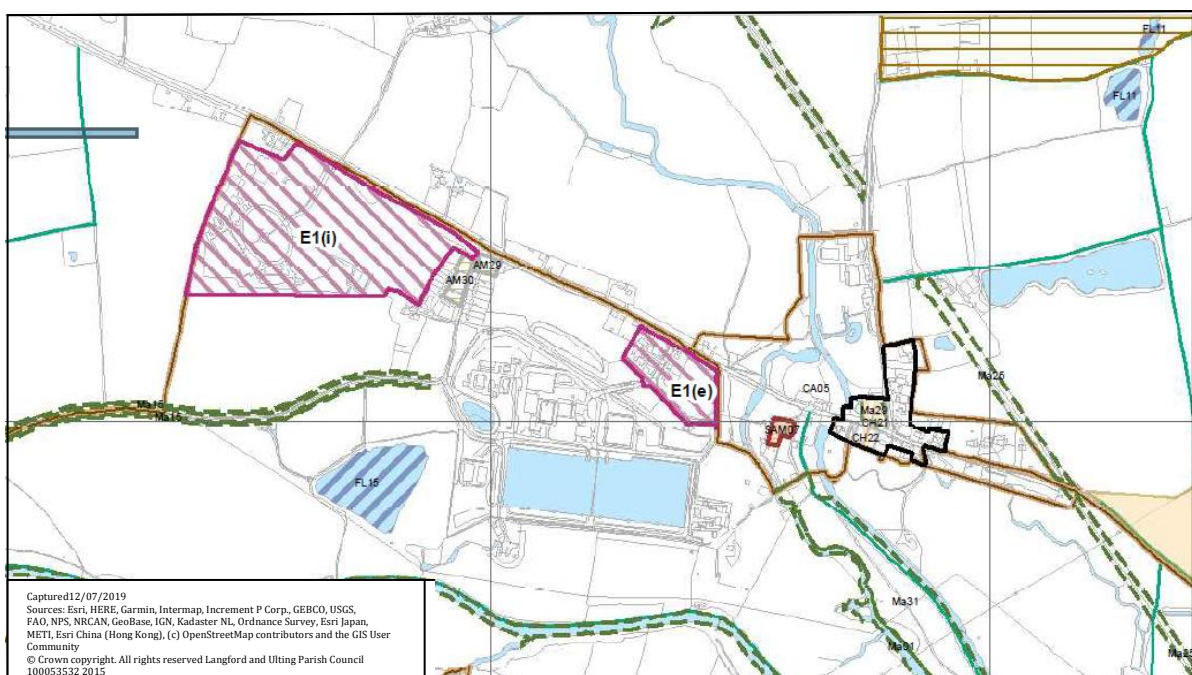 FL11
FL11
E1(i)
AM29
AM30
E1(e)
Ma26
CA05
Ma20
CH21
SAM07
CH22
Ma16
Ma16
FL15
Ma31
Ma31
Ma25
Captured12/07/2019
Sources: Esri, HERE, Garmin, Intermap, Increment P Corp., GEBCO, USGS,
FAO, NPS, NRCAN, GeoBase, IGN, Kadaster NL, Ordnance Survey, Esri Japan,
METI, Esri China (Hong Kong), (c) OpenStreetMap contributors and the GIS User
Community
© Crown copyright. All rights reserved Langford and Ulting Parish Council
100053532 2015